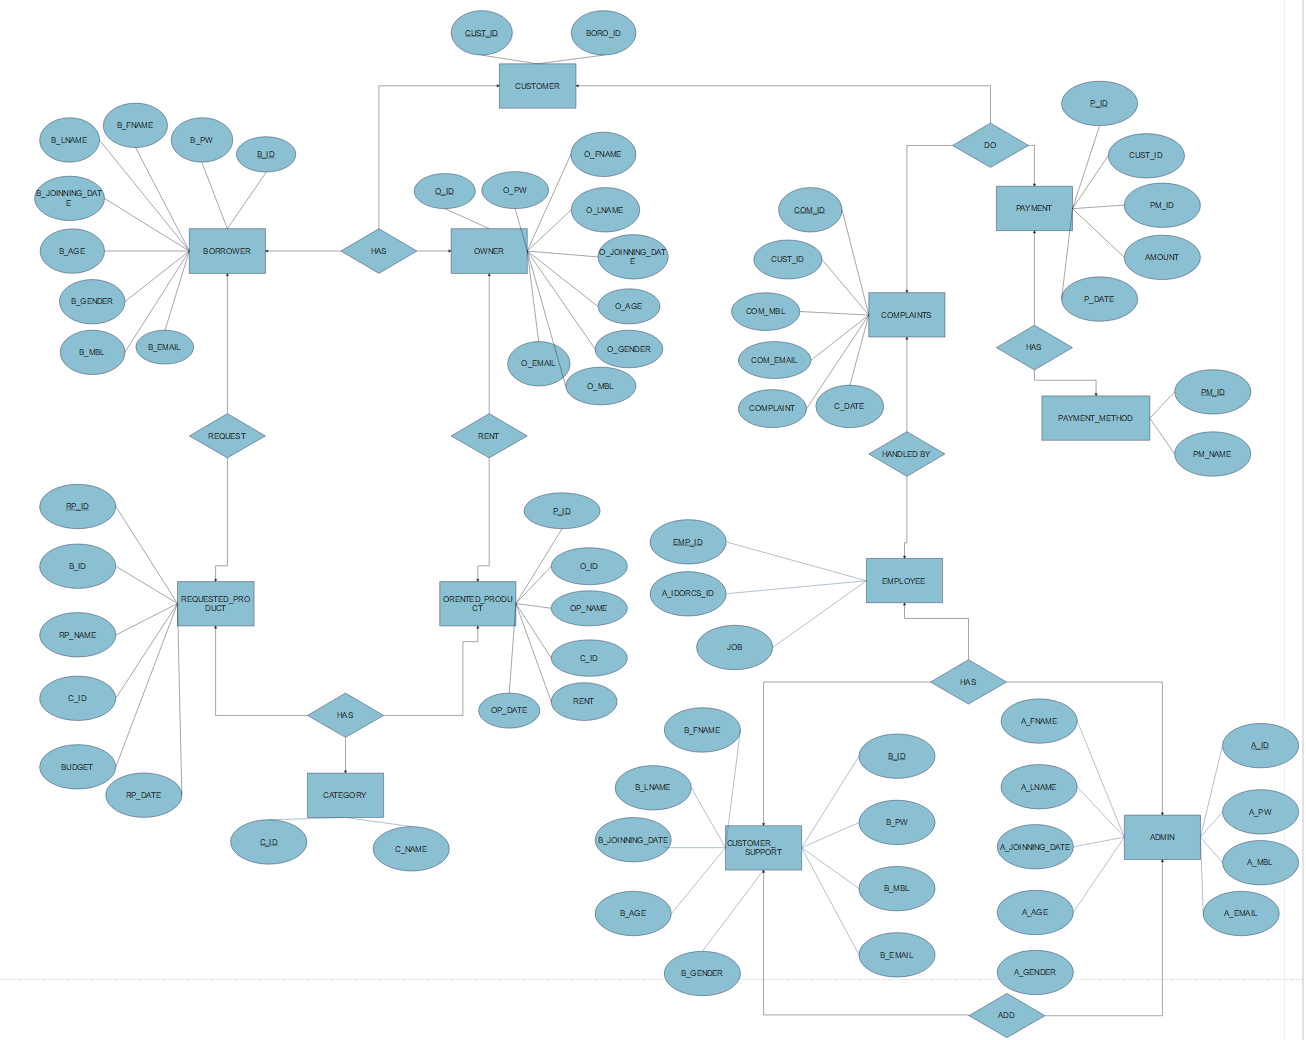 CUST_ID
BORO_ID
CUSTOMER
P_ID
B_FNAME
B_LNAME
B_PW
B_ID
DO
CUST_ID
O_FNAME
O_ID
O_PW
B_JOINNING_DAT
E
PM_ID
PAYMENT
O_LNAME
COM_ID
BORROWER
HAS
OWNER
B_AGE
O_JOINNING_DAT
E
CUST_ID
AMOUNT
B_GENDER
O_AGE
P_DATE
COM_MBL
COMPLAINTS
B_MBL
B_EMAIL
O_GENDER
O_EMAIL
O_MBL
COM_EMAIL
HAS
COMPLAINT
C_DATE
PM_ID
PAYMENT_METHOD
REQUEST
RENT
HANDLED BY
PM_NAME
RP_ID
P_ID
EMP_ID
B_ID
O_ID
EMPLOYEE
A_IDORCS_ID
REQUESTED_PRO
DUCT
ORENTED_PRODU
CT
OP_NAME
RP_NAME
JOB
C_ID
HAS
C_ID
RENT
OP_DATE
HAS
B_FNAME
A_FNAME
A_ID
B_ID
BUDGET
RP_DATE
CATEGORY
B_LNAME
A_LNAME
A_PW
B_PW
C_ID
C_NAME
B_JOINNING_DATE
CUSTOMER_
SUPPORT
A_JOINNING_DATE
ADMIN
A_MBL
B_MBL
B_AGE
A_AGE
A_EMAIL
B_EMAIL
B_GENDER
A_GENDER
ADD